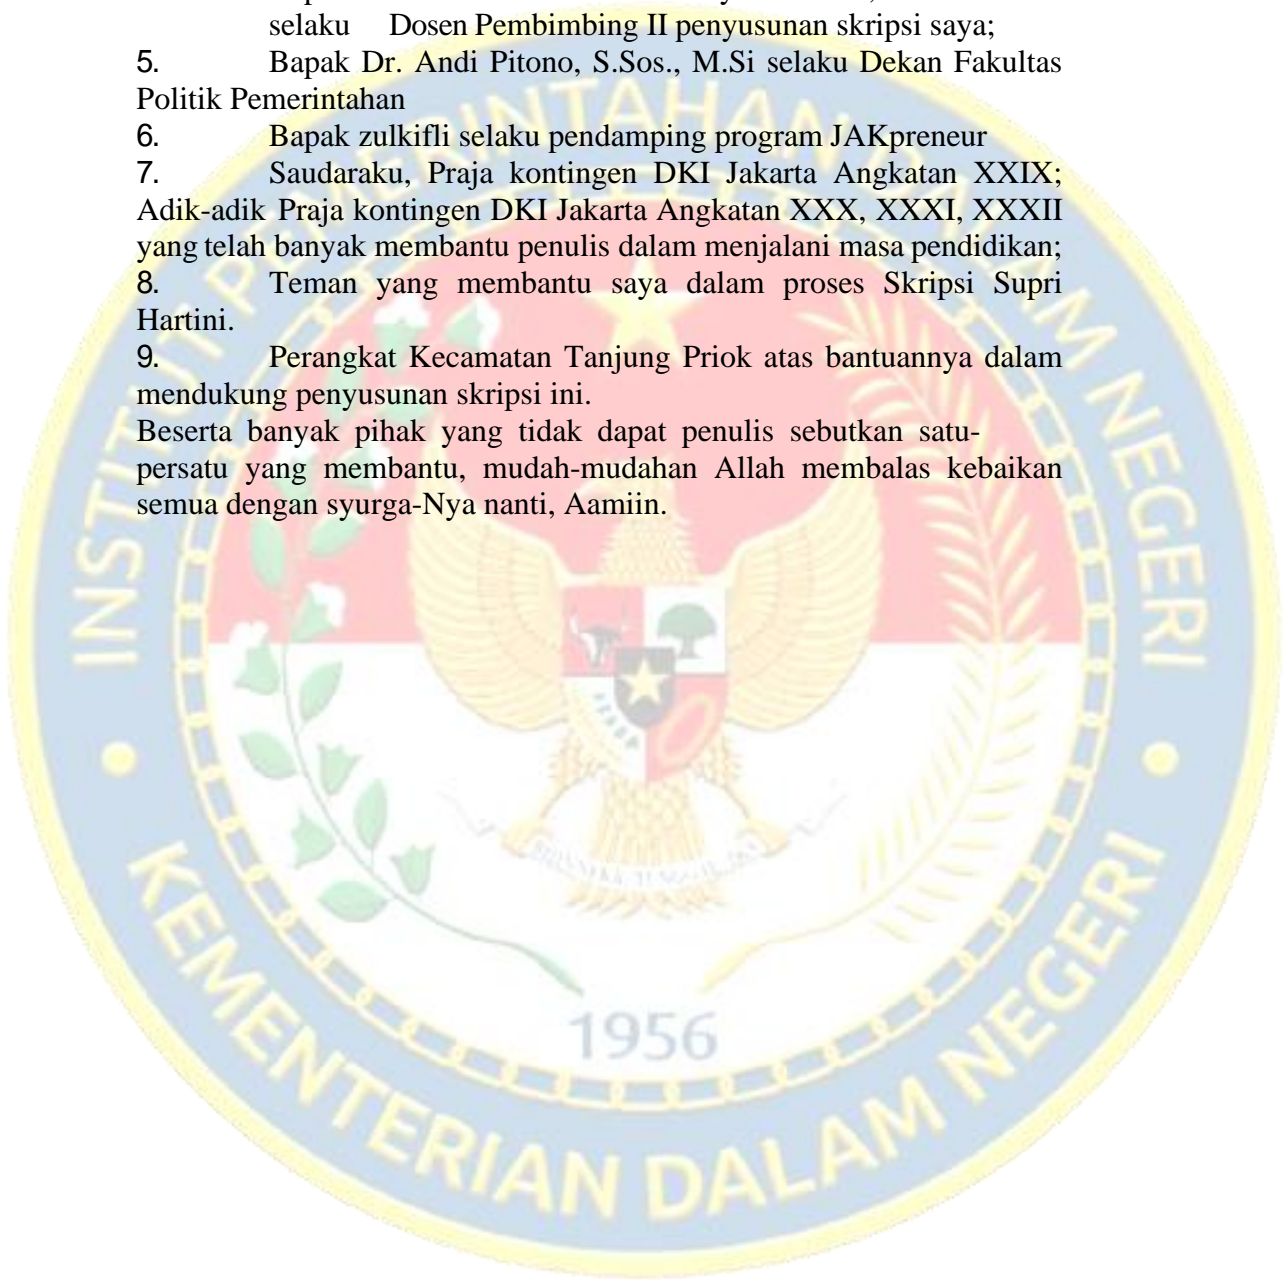 selaku Dosen Pembimbing II penyusunan skripsi saya;
5. Bapak Dr. Andi Pitono, S.Sos., M.Si selaku Dekan Fakultas
Politik Pemerintahan
6. Bapak zulkifli selaku pendamping program JAKpreneur
7. Saudaraku, Praja kontingen DKI Jakarta Angkatan XXIX;
Adik-adik Praja kontingen DKI Jakarta Angkatan XXX, XXXI, XXXII
yang telah banyak membantu penulis dalam menjalani masa pendidikan;
8. Teman yang membantu saya dalam proses Skripsi Supri
Hartini.
9. Perangkat Kecamatan Tanjung Priok atas bantuannya dalam
mendukung penyusunan skripsi ini.
Beserta banyak pihak yang tidak dapat penulis sebutkan satu-
persatu yang membantu, mudah-mudahan Allah membalas kebaikan
semua dengan syurga-Nya nanti, Aamiin.
INSTITUT PEMERINTAHAN DALAM NEGERI
1956
KEMENTERIAN DALAM NEGERI